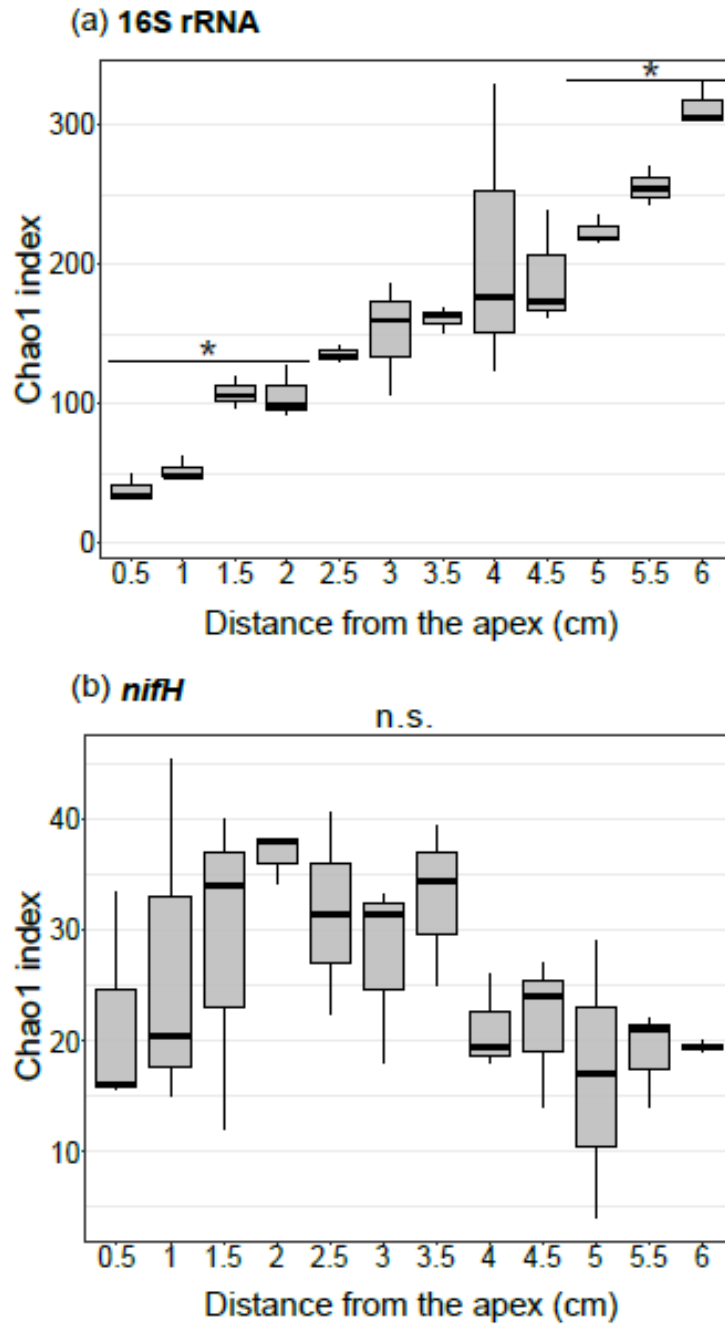 (a) 16S rRNA
*
*
Chao1 index
300
200
100
0
0.5 1 1.5 2 2.5 3 3.5 4 4.5 5 5.5 6
Distance from the apex (cm)
(b) nifH
n.s.
Chao1 index
40
30
20
10
0.5 1 1.5 2 2.5 3 3.5 4 4.5 5 5.5 6
Distance from the apex (cm)